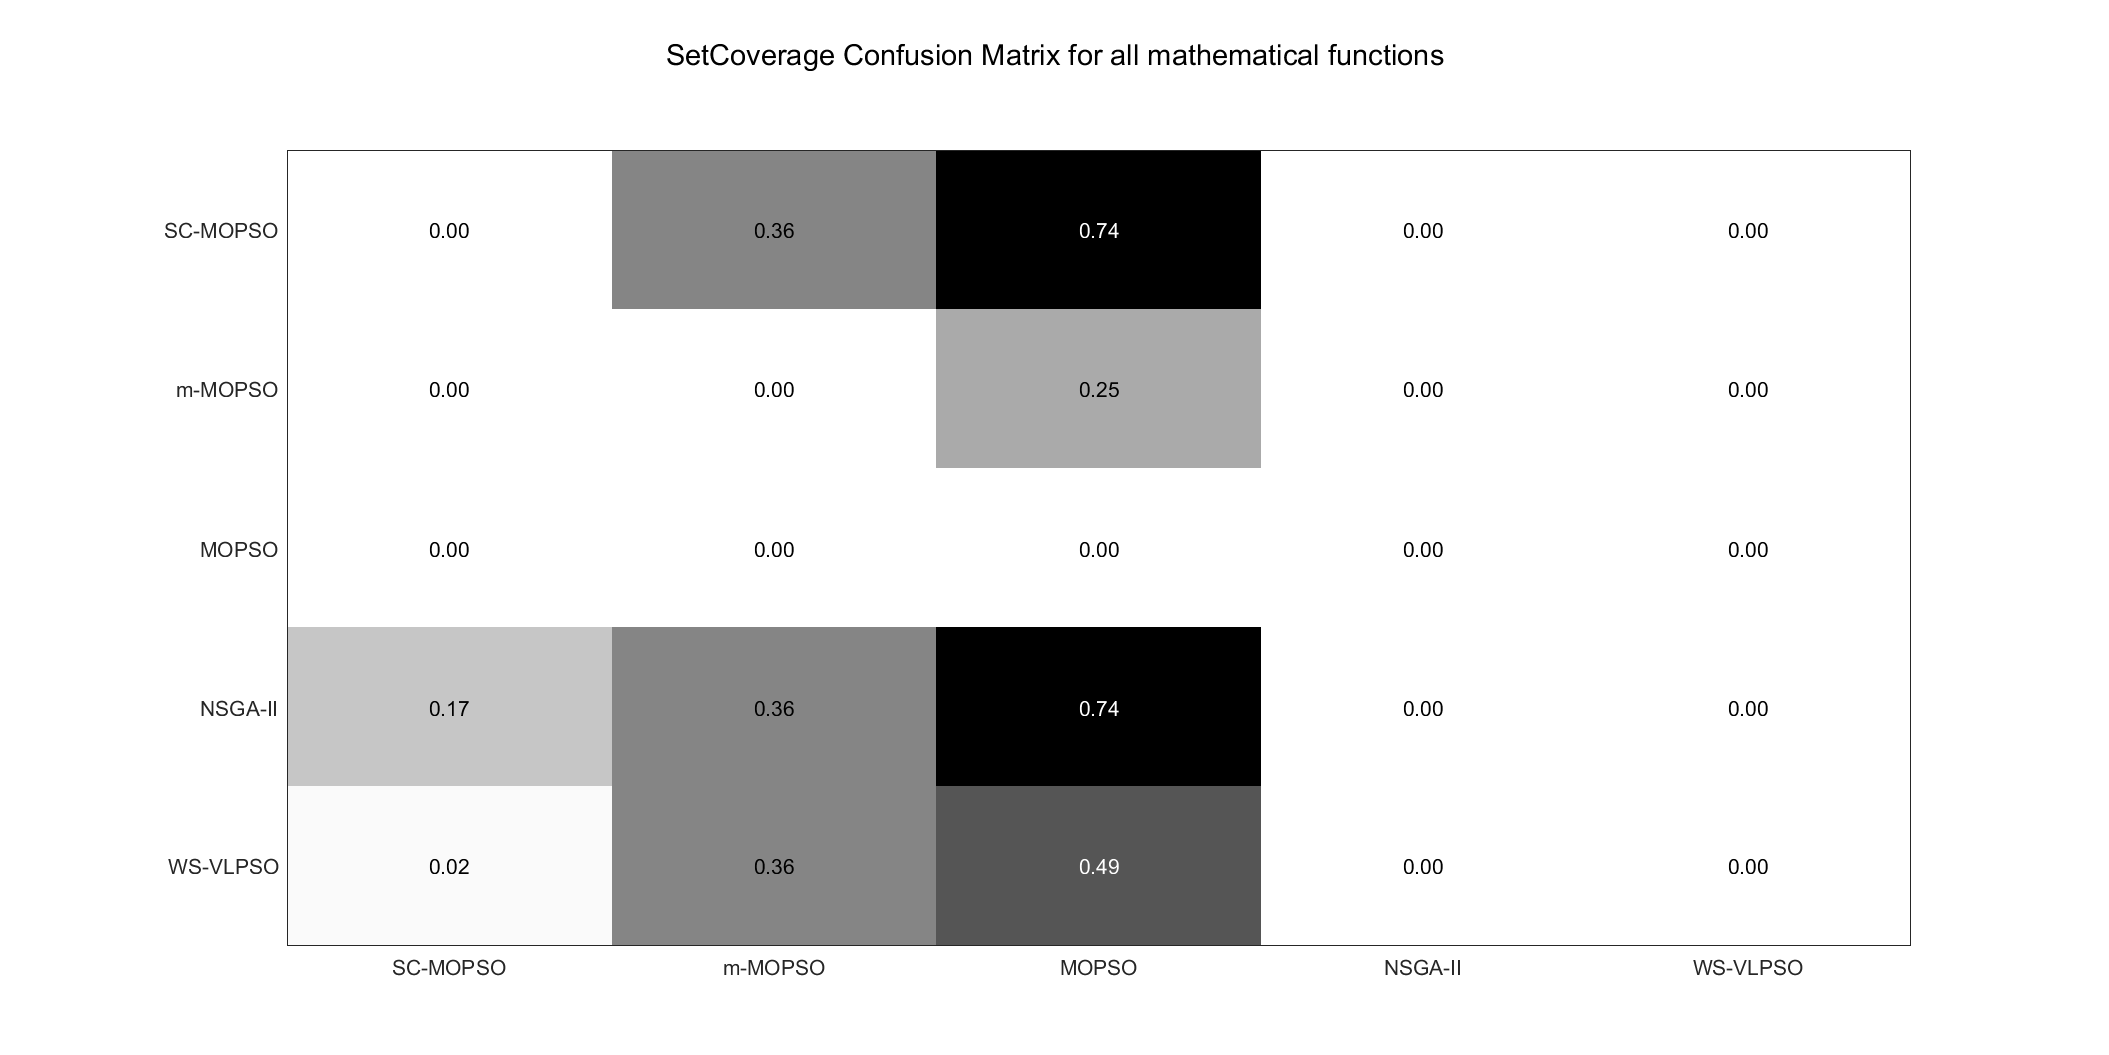 SetCoverage Confusion Matrix for all mathematical functions
SC-MOPSO 0.00 0.36 0.74 0.00 0.00
m-MOPSO 0.00 0.00 0.25 0.00 0.00
MOPSO 0.00 0.00 0.00 0.00 0.00
NSGA-II 0.17 0.36 0.74 0.00 0.00
WS-VLPSO 0.02 0.36 0.49 0.00 0.00
SC-MOPSO m-MOPSO MOPSO NSGA-II WS-VLPSO